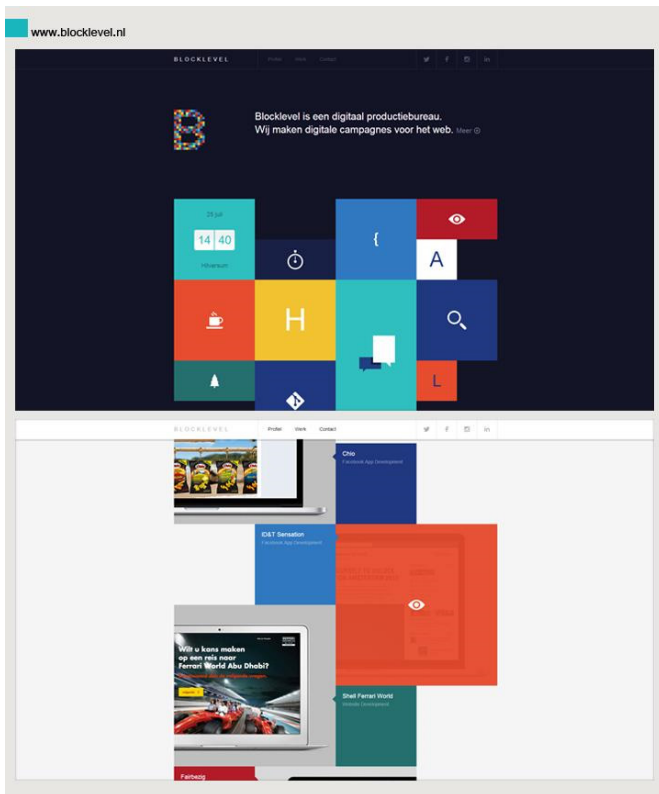 www.blocklevel.nl
BLOCKLEVEL
Profiel Werk Contact
Blocklevel is een digitaal productiebureau.
Wij maken digitale campagnes voor het web. Meer
25 juli
14 40
Hilversum
{
A
H
L
BLOCKLEVEL
Profiel Werk Contact
Chio
Facebook App Development
ID&T Sensation
Facebook App Development
Wilt u kans maken
op een reis naar
Ferrari World Abu Dhabi?
Shell Ferrari World
Website Development
Fairbezig